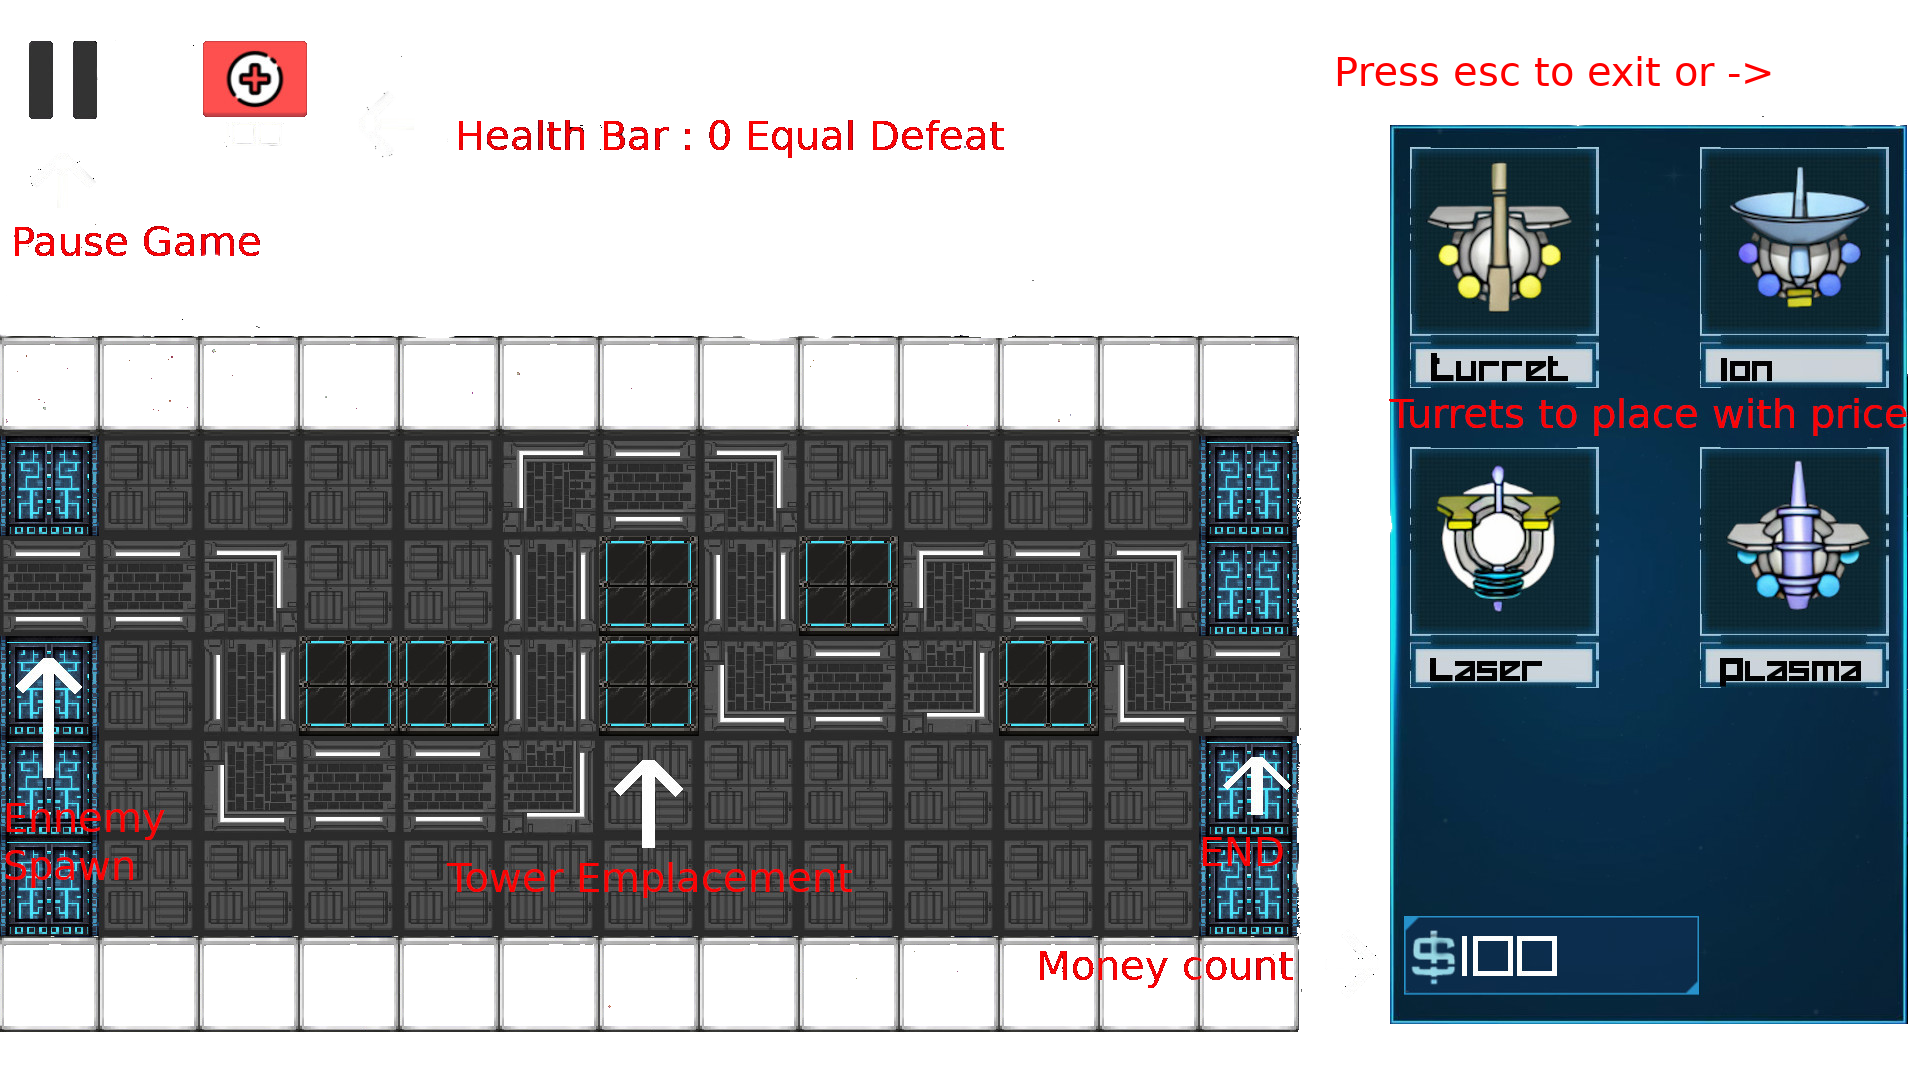 Press esc to exit or ->
Health Bar : 0 Equal Defeat
Pause Game
turret
Ion
Turrets to place with price
Laser
Plasma
Ennemy
Spawn
Tower Emplacement
END
Money count
$100